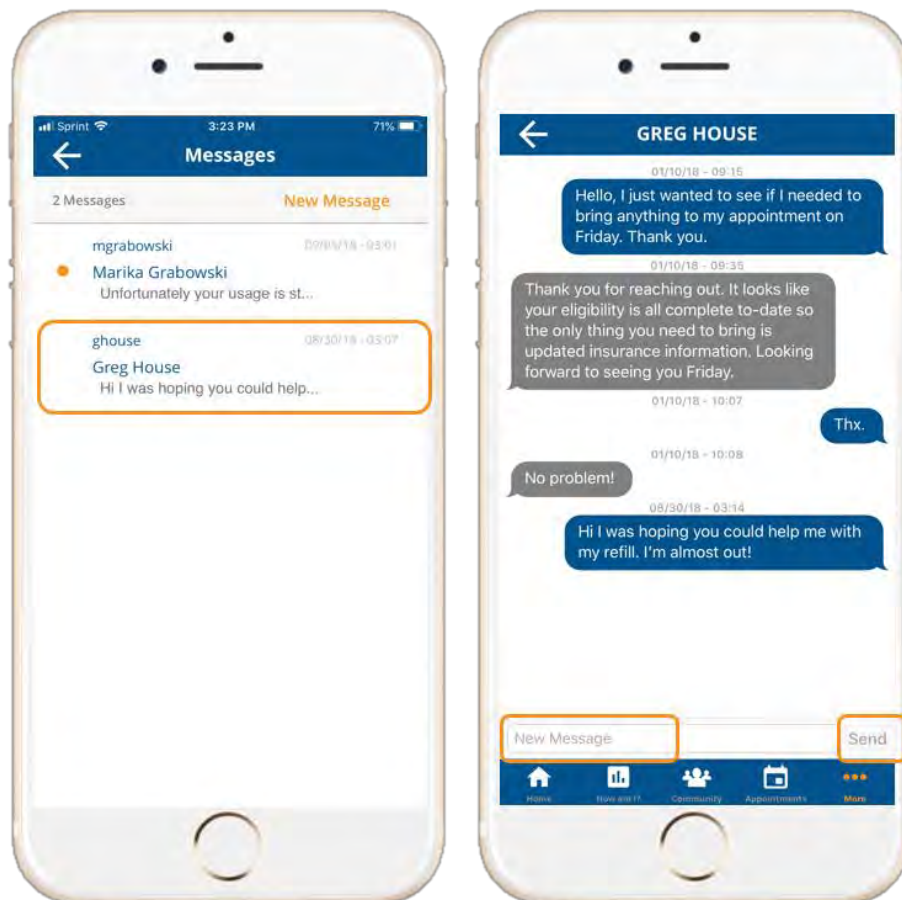 Sprint 3:23 PM 71%
Messages
2 Messages New Message
mgrabowski
Marika Grabowski
Unfortunately your usage is st...
ghouse 08/30/18 - 03:07
Greg House
Hi I was hoping you could help...
GREG HOUSE
01/10/18 - 09:15
Hello, I just wanted to see if I needed to
bring anything to my appointment on
Friday. Thank you.
01/10/18 - 09:35
Thank you for reaching out. It looks like
your eligibility is all complete to-date so
the only thing you need to bring is
updated insurance information. Looking
forward to seeing you Friday.
01/10/18 - 10:07
Thx.
01/10/18 - 10:08
No problem!
08/30/18 - 03:14
Hi I was hoping you could help me with
my refill. I'm almost out!
New Message Send
Home How am I? Community Appointments More